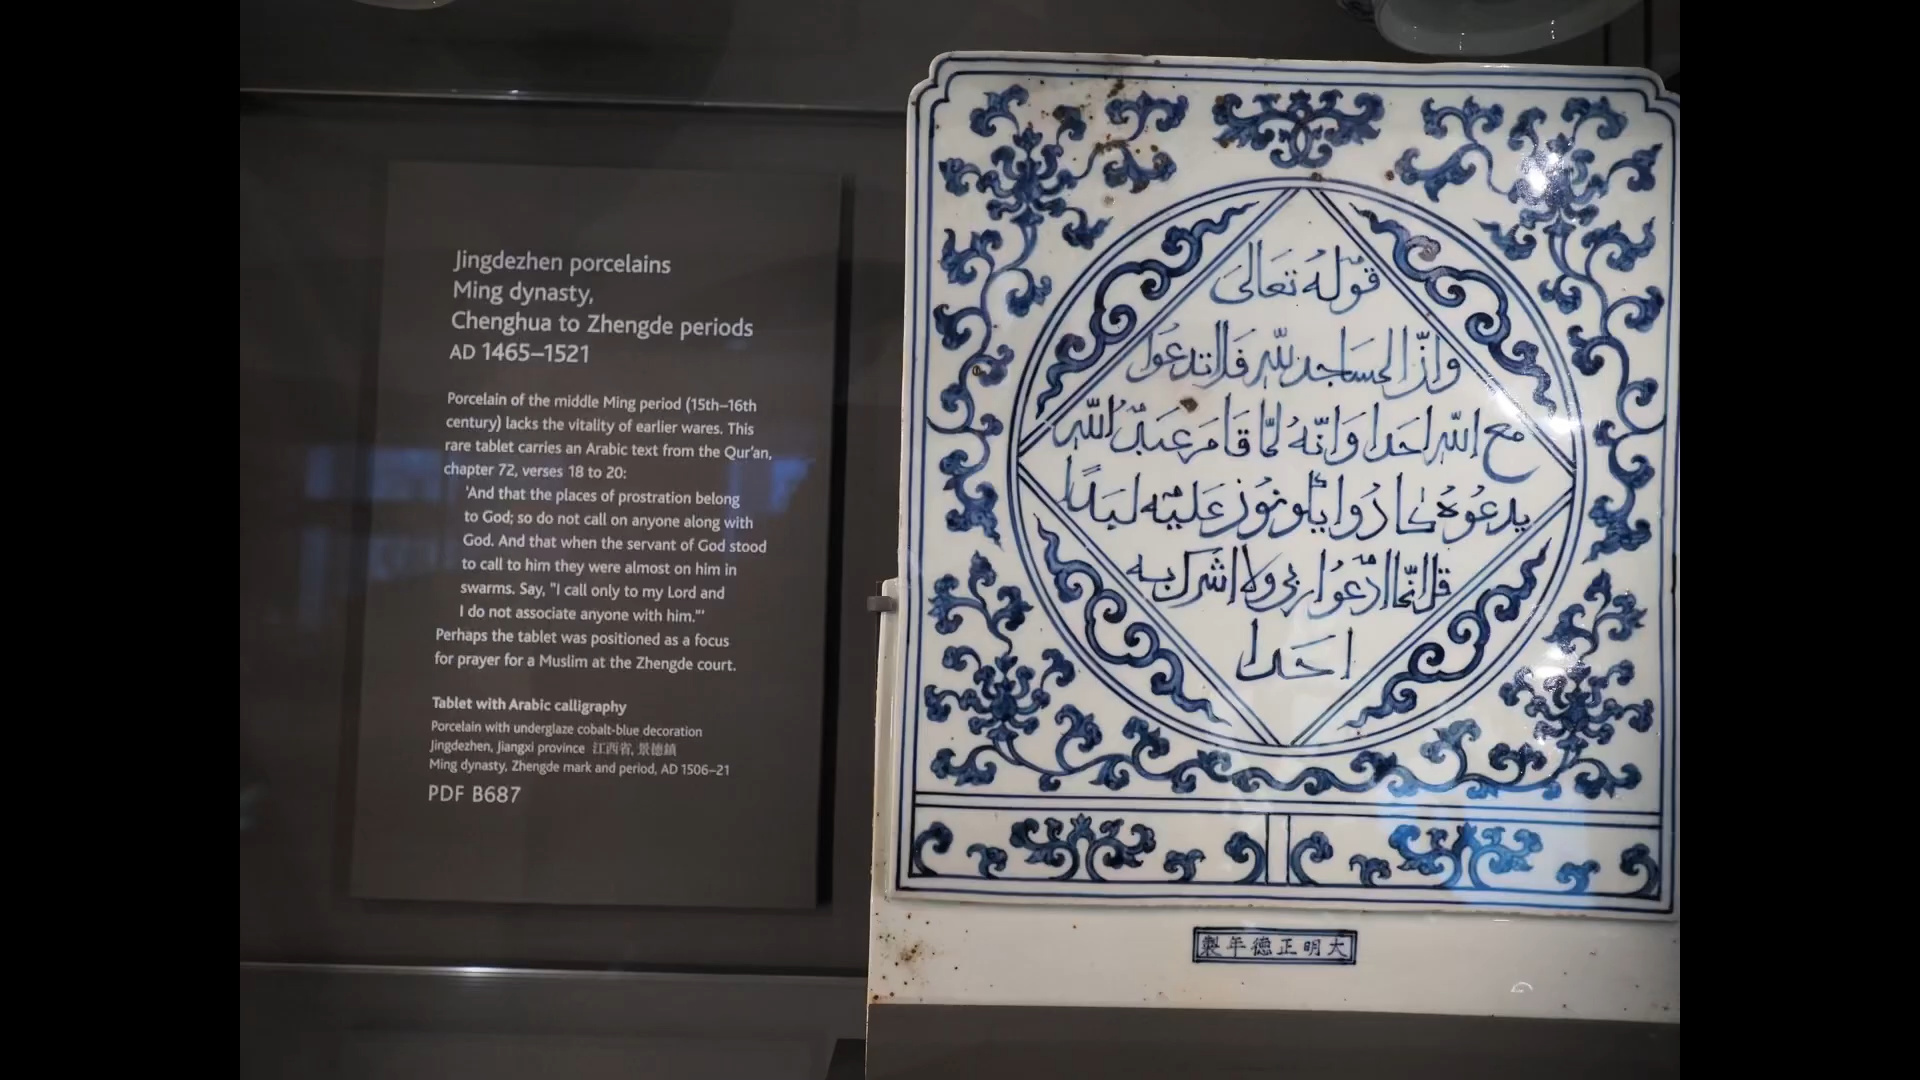 Jingdezhen porcelains
Ming dynasty,
Chenghua to Zhengde periods
AD 1465–1521
Porcelain of the middle Ming period (15th–16th
century) lacks the vitality of earlier wares. This
rare tablet carries an Arabic text from the Qur'an,
chapter 72, verses 18 to 20:
'And that the places of prostration belong
to God; so do not call on anyone along with
God. And that when the servant of God stood
to call to him they were almost on him in
swarms. Say, "I call only to my Lord and
I do not associate anyone with him."'
Perhaps the tablet was positioned as a focus
for prayer for a Muslim at the Zhengde court.
Tablet with Arabic calligraphy
Porcelain with underglaze cobalt-blue decoration
Jingdezhen, Jiangxi province 江西省, 景德鎮
Ming dynasty, Zhengde mark and period, AD 1506–21
PDF B687
قوله تعالى
وان المساجد لله فلا تدعوا
مع الله احدا وانه لما قام عبد الله
يدعوه كادوا يكونون عليه لبدا
قل انما ادعوا ربي ولا اشرك به
احدا
大明正德年製